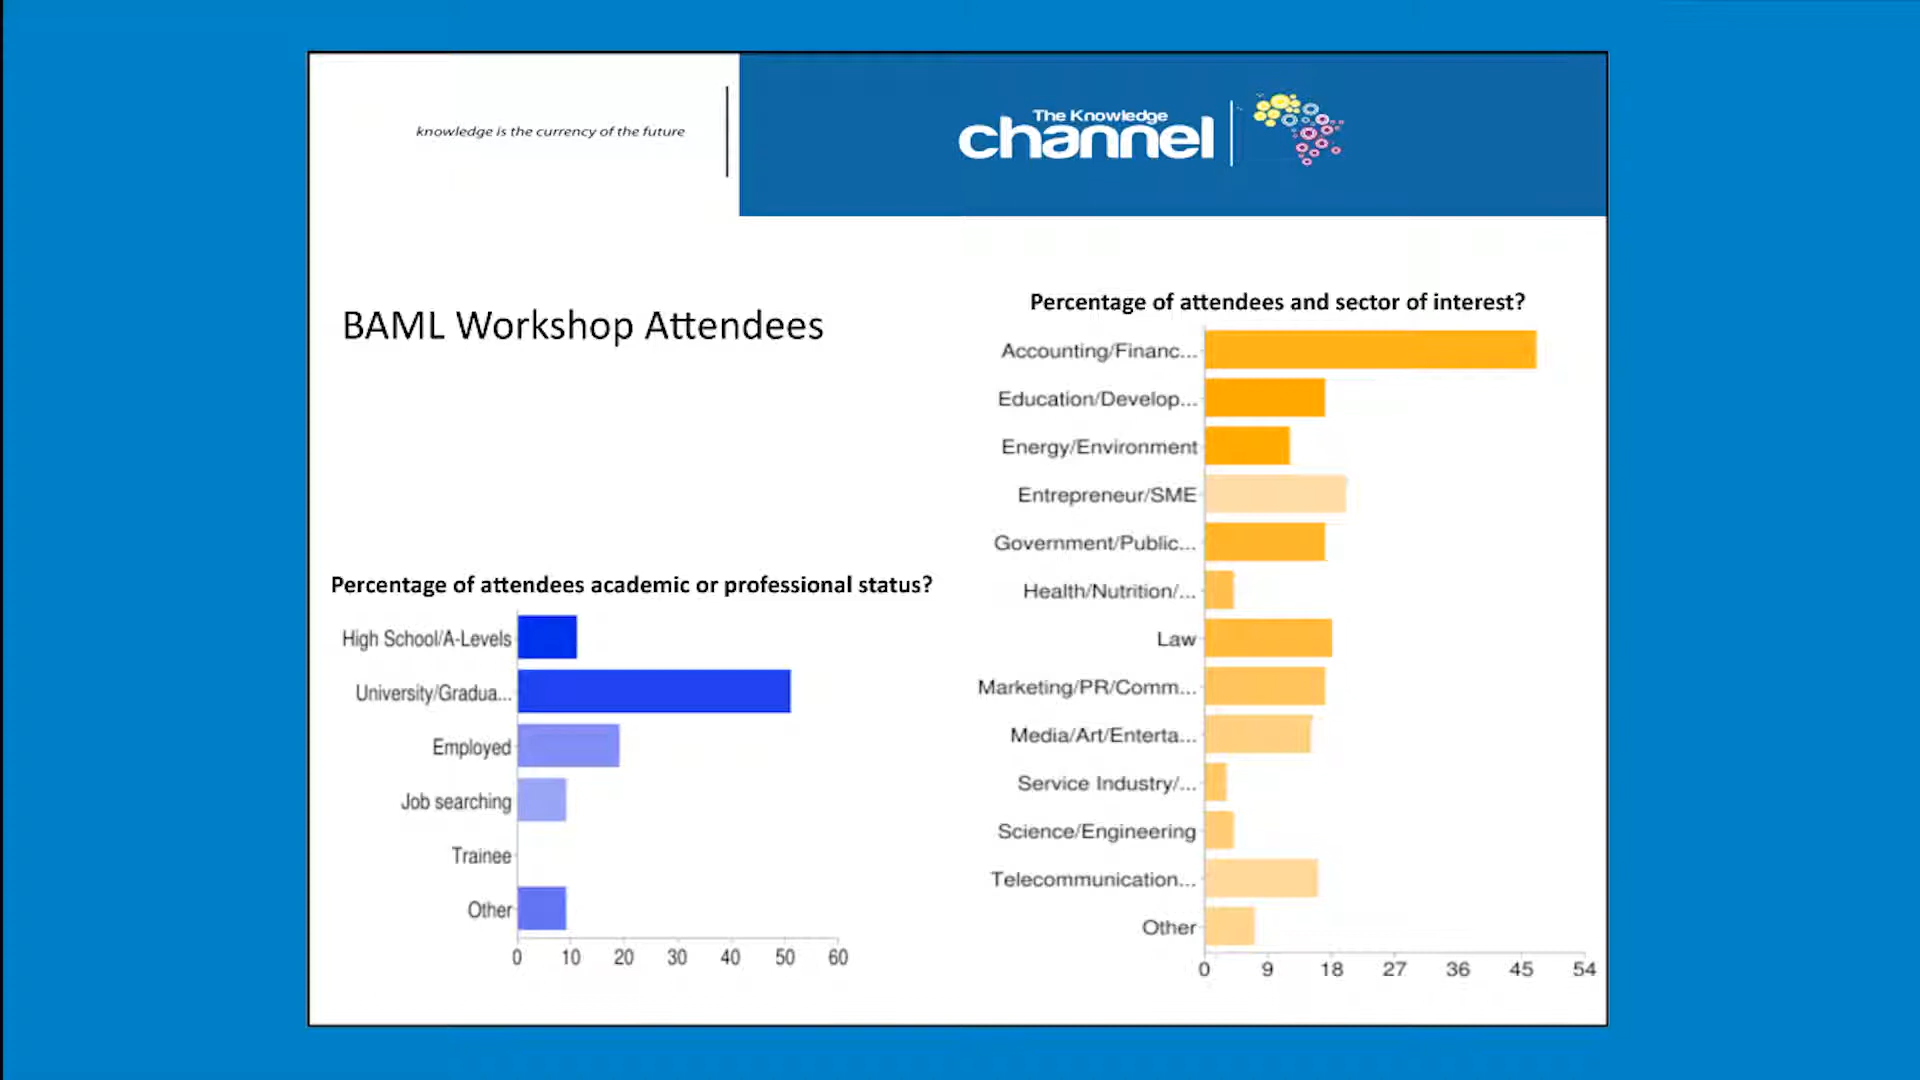 knowledge is the currency of the future
The Knowledge
channel
BAML Workshop Attendees
Percentage of attendees academic or professional status?
High School/A-Levels
University/Gradua...
Employed
Job searching
Trainee
Other
0 10 20 30 40 50 60
Percentage of attendees and sector of interest?
Accounting/Financ...
Education/Develop...
Energy/Environment
Entrepreneur/SME
Government/Public...
Health/Nutrition/...
Law
Marketing/PR/Comm...
Media/Art/Enterta...
Service Industry/...
Science/Engineering
Telecommunication...
Other
0 9 18 27 36 45 54